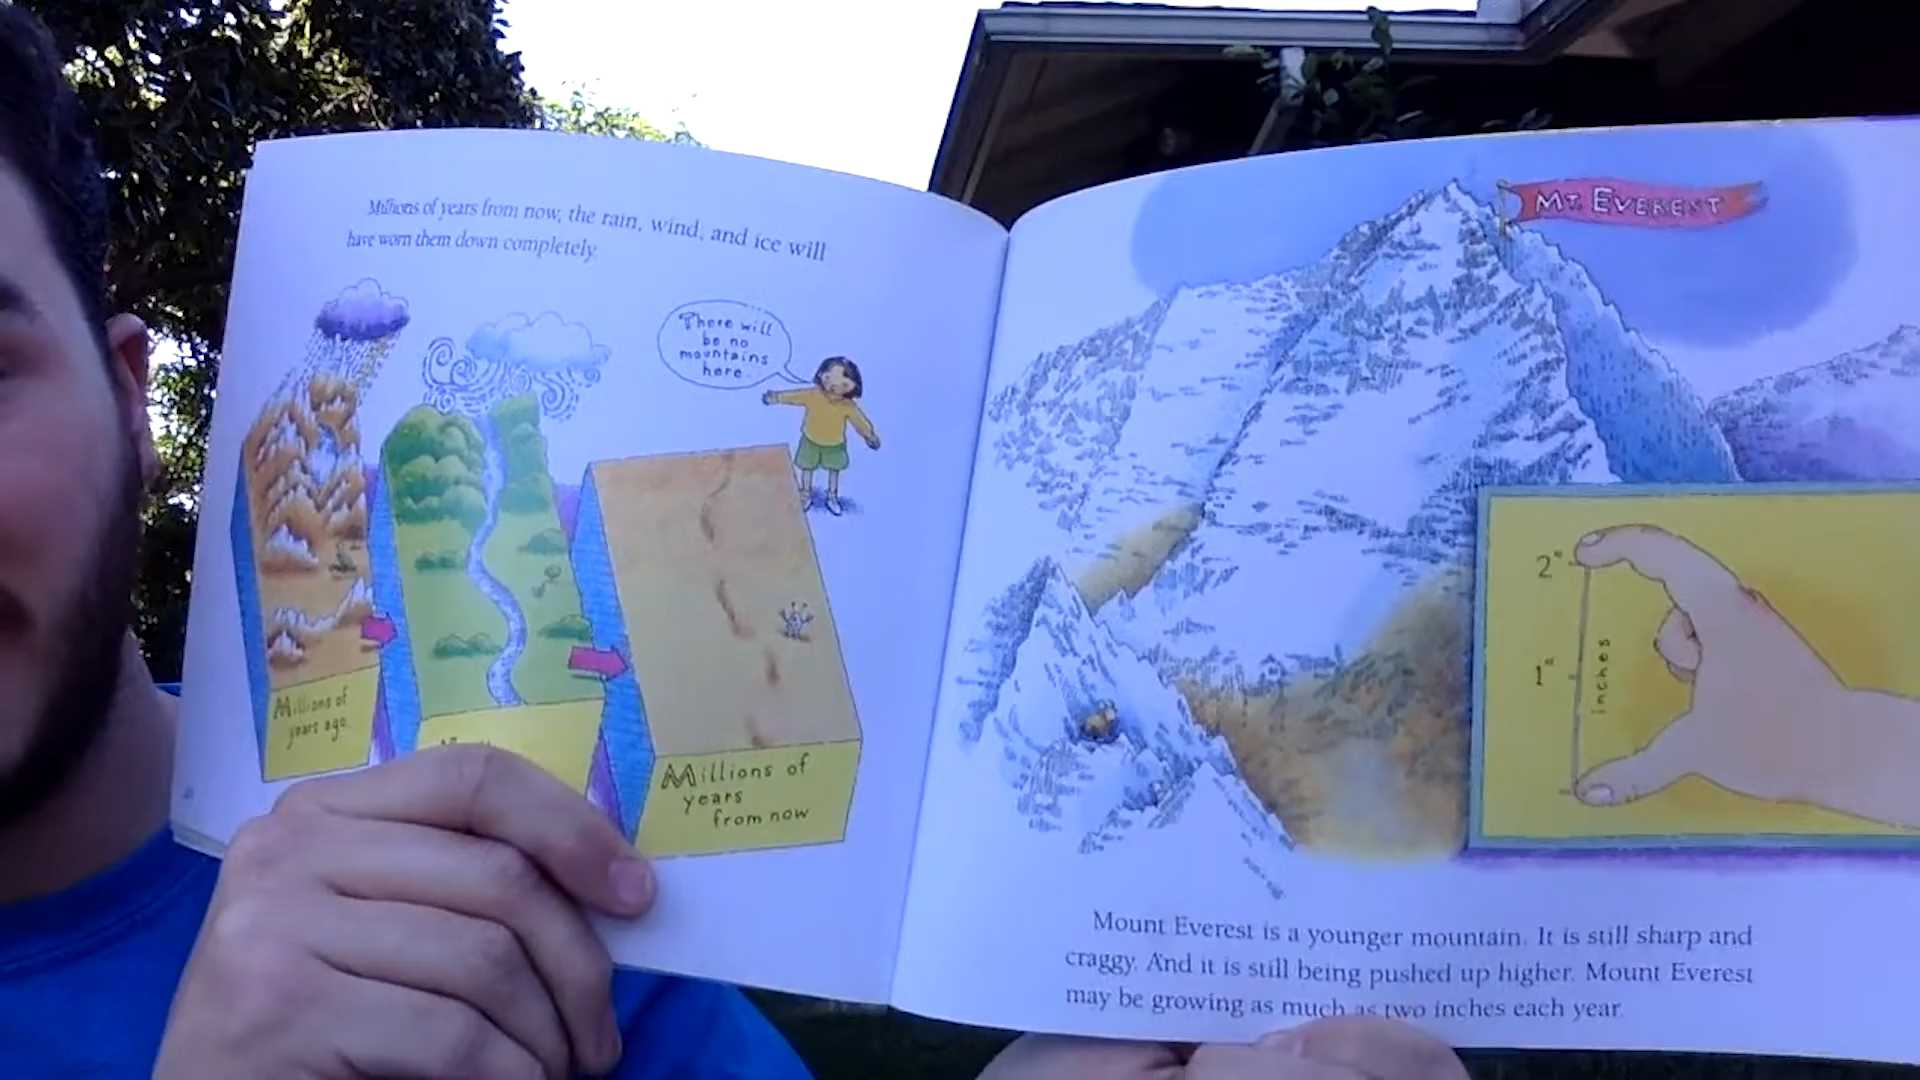 Millions of years from now, the rain, wind, and ice will
have worn them down completely.
There will
be no
mountains
here.
Millions of
years ago.
Millions of
years
from now
MT. EVEREST
2"
1"
inches
Mount Everest is a younger mountain. It is still sharp and
craggy. And it is still being pushed up higher. Mount Everest
may be growing as much as two inches each year.